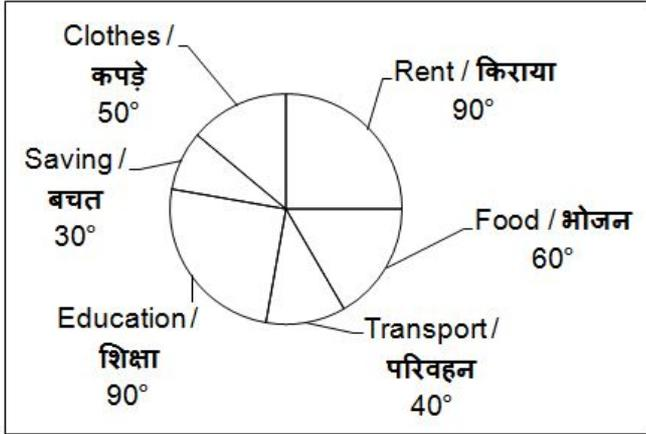 Clothes /
कपड़े
50°
Rent / किराया
90°
Saving /
बचत
30°
Food / भोजन
60°
Education /
शिक्षा
90°
Transport /
परिवहन
40°